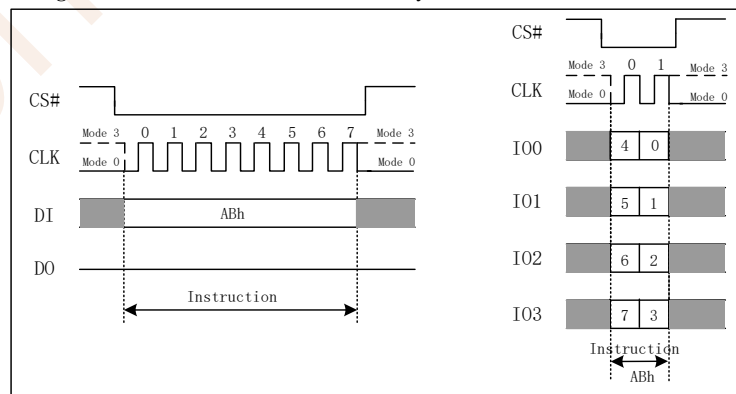 CS#
Mode 3 0 1 2 3 4 5 6 7 Mode 3
CLK Mode 0 Mode 0
DI ABh
DO
Instruction
CS#
Mode 3 0 1 Mode 3
CLK Mode 0 Mode 0
IO0 4 0
IO1 5 1
IO2 6 2
IO3 7 3
Instruction
ABh